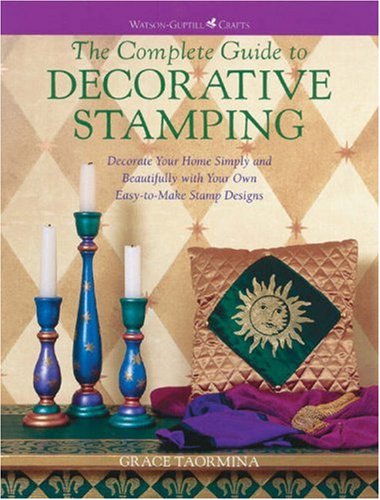 WATSON-GUPTILL CRAFTS
The Complete Guide to
DECORATIVE
STAMPING
Decorate Your Home Simply and
Beautifully with Your Own
Easy-to-Make Stamp Designs
GRACE TAORMINA